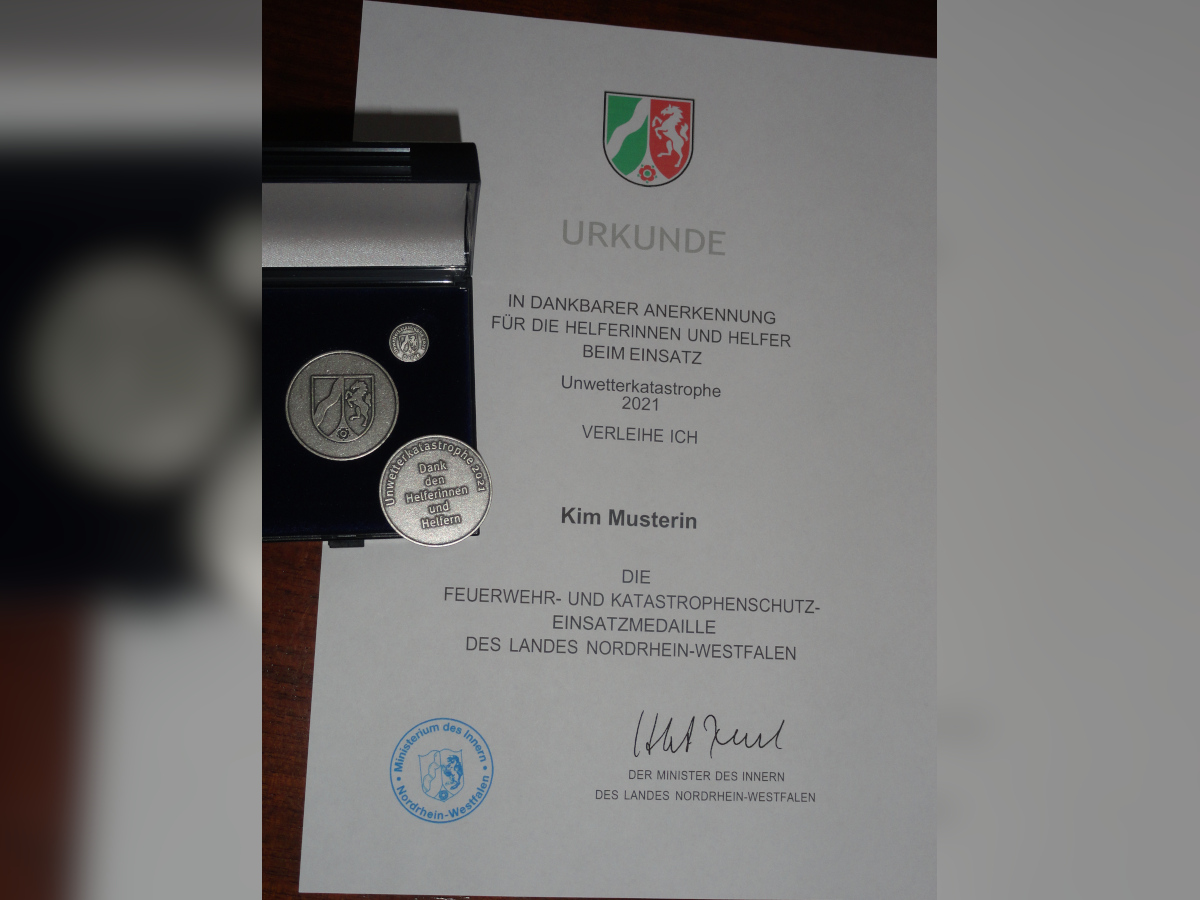 URKUNDE
IN DANKBARER ANERKENNUNG
FÜR DIE HELFERINNEN UND HELFER
BEIM EINSATZ
Unwetterkatastrophe
2021
VERLEIHE ICH
Kim Musterin
DIE
FEUERWEHR- UND KATASTROPHENSCHUTZ-
EINSATZMEDAILLE
DES LANDES NORDRHEIN-WESTFALEN
DER MINISTER DES INNERN
DES LANDES NORDRHEIN-WESTFALEN
Ministerium des Innern
Nordrhein-Westfalen
Unwetterkatastrophe 2021
Dank
den
Helferinnen
und
Helfern